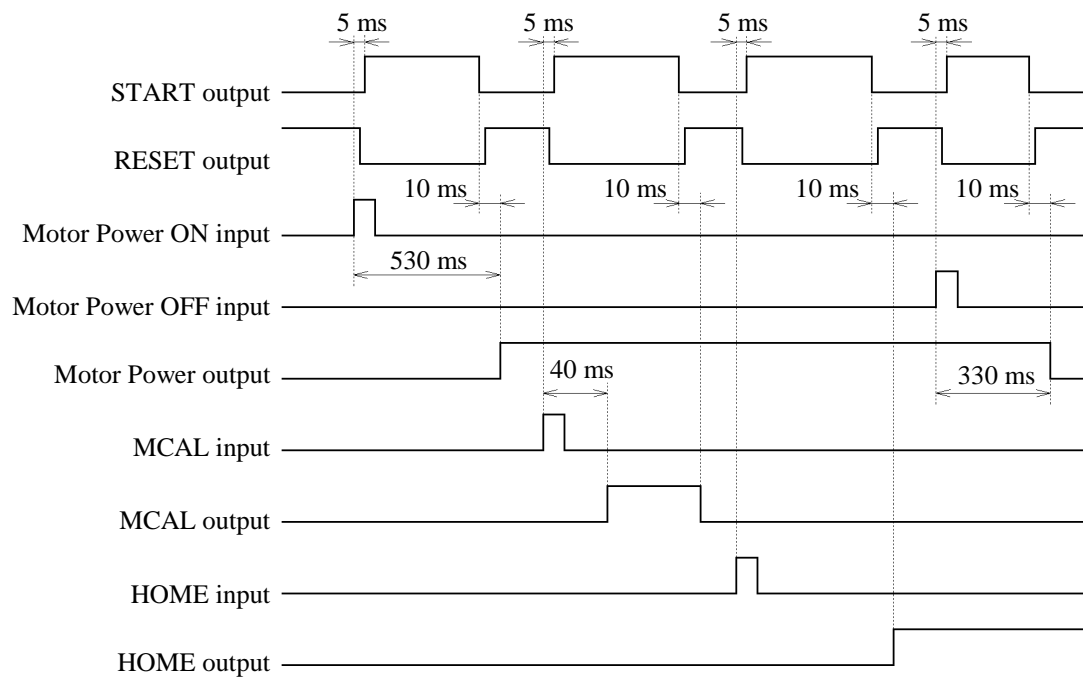 5 ms 5 ms 5 ms 5 ms
START output
RESET output
10 ms 10 ms 10 ms 10 ms
Motor Power ON input
530 ms
Motor Power OFF input
Motor Power output
40 ms 330 ms
MCAL input
MCAL output
HOME input
HOME output